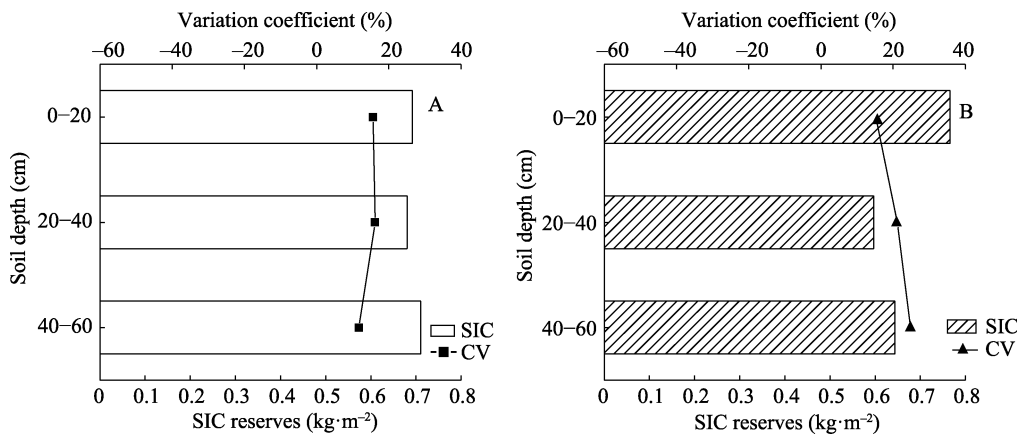 Variation coefficient (%)
−60 −40 −20 0 20 40
A
Soil depth (cm)
0−20
20−40
40−60
SIC
CV
0 0.1 0.2 0.3 0.4 0.5 0.6 0.7 0.8
SIC reserves (kg·m⁻²)
Variation coefficient (%)
−60 −40 −20 0 20 40
B
Soil depth (cm)
0−20
20−40
40−60
SIC
CV
0 0.1 0.2 0.3 0.4 0.5 0.6 0.7 0.8
SIC reserves (kg·m⁻²)